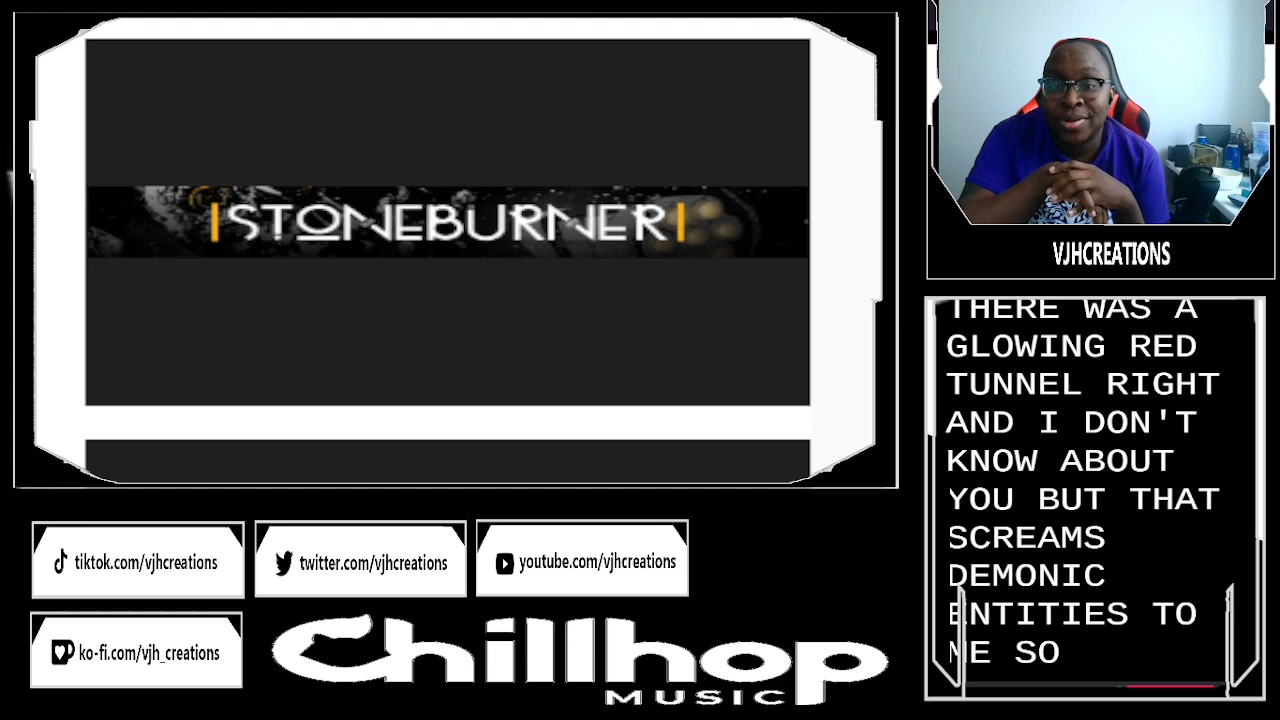 |STONEBURNER|
VJHCREATIONS
THERE WAS A
GLOWING RED
TUNNEL RIGHT
AND I DON'T
KNOW ABOUT
YOU BUT THAT
SCREAMS
DEMONIC
ENTITIES TO
ME SO
tiktok.com/vjhcreations
twitter.com/vjhcreations
youtube.com/vjhcreations
ko-fi.com/vjh_creations
Chillhop
MUSIC